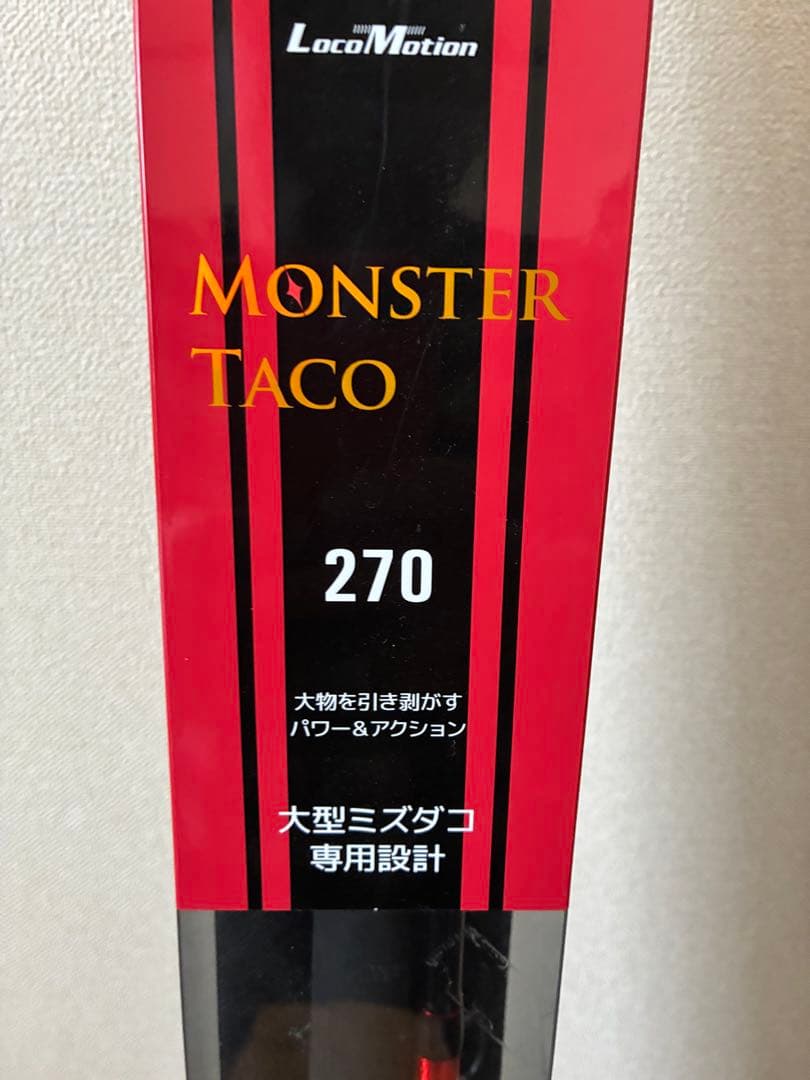 LocoMotion
MONSTER
TACO
270
大物を引き剥がす
パワー&アクション
大型ミズダコ
専用設計